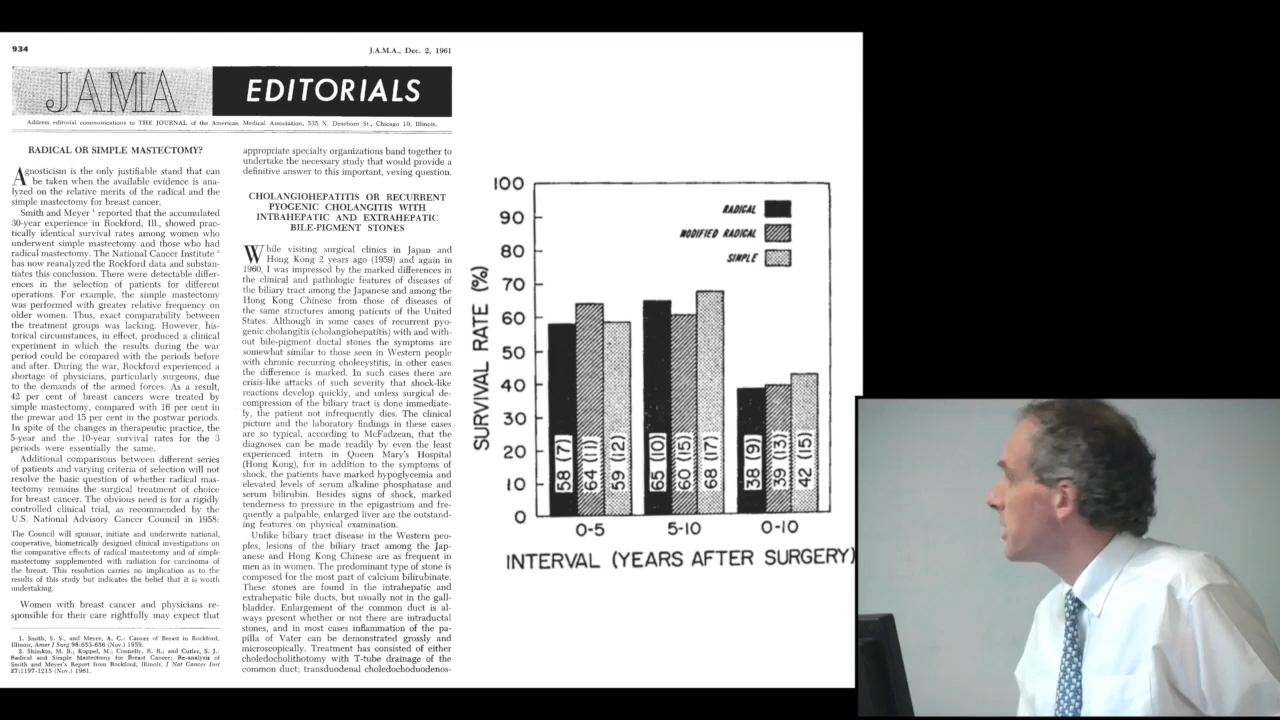 934
J.A.M.A., Dec. 2, 1961
JAMA
EDITORIALS
Address editorial communications to THE JOURNAL of the American Medical Association, 535 N. Dearborn St., Chicago 10, Illinois.
RADICAL OR SIMPLE MASTECTOMY?
Agnosticism is the only justifiable stand that can
be taken when the available evidence is ana-
lyzed on the relative merits of the radical and the
simple mastectomy for breast cancer.
Smith and Meyer ¹ reported that the accumulated
30-year experience in Rockford, Ill., showed prac-
tically identical survival rates among women who
underwent simple mastectomy and those who had
radical mastectomy. The National Cancer Institute ²
has now reanalyzed the Rockford data and substan-
tiates this conclusion. There were detectable differ-
ences in the selection of patients for different
operations. For example, the simple mastectomy
was performed with greater relative frequency on
older women. Thus, exact comparability between
the treatment groups was lacking. However, his-
torical circumstances, in effect, produced a clinical
experiment in which the results during the war
period could be compared with the periods before
and after. During the war, Rockford experienced a
shortage of physicians, particularly surgeons, due
to the demands of the armed forces. As a result,
42 per cent of breast cancers were treated by
simple mastectomy, compared with 16 per cent in
the prewar and 15 per cent in the postwar periods.
In spite of the changes in therapeutic practice, the
5-year and the 10-year survival rates for the 3
periods were essentially the same.
Additional comparisons between different series
of patients and varying criteria of selection will not
resolve the basic question of whether radical mas-
tectomy remains the surgical treatment of choice
for breast cancer. The obvious need is for a rigidly
controlled clinical trial, as recommended by the
U.S. National Advisory Cancer Council in 1958:
The Council will sponsor, initiate and underwrite national,
cooperative, biometrically designed clinical investigations on
the comparative effects of radical mastectomy and of simple
mastectomy supplemented with radiation for carcinoma of
the breast. This resolution carries no implication as to the
results of this study but indicates the belief that it is worth
undertaking.
Women with breast cancer and physicians re-
sponsible for their care rightfully may expect that
1. Smith, S. S., and Meyer, A. C.: Cancer of Breast in Rockford,
Illinois, Amer J Surg 98:653-656 (Nov.) 1959.
2. Shimkin, M. B.; Koppel, M.; Connelly, R. R.; and Cutler, S. J.:
Radical and Simple Mastectomy for Breast Cancer: Re-analysis of
Smith and Meyer's Report from Rockford, Illinois, J Nat Cancer Inst
27:1197-1215 (Nov.) 1961.
appropriate specialty organizations band together to
undertake the necessary study that would provide a
definitive answer to this important, vexing question.
CHOLANGIOHEPATITIS OR RECURRENT
PYOGENIC CHOLANGITIS WITH
INTRAHEPATIC AND EXTRAHEPATIC
BILE-PIGMENT STONES
While visiting surgical clinics in Japan and
Hong Kong 2 years ago (1959) and again in
1960, I was impressed by the marked differences in
the clinical and pathologic features of diseases of
the biliary tract among the Japanese and among the
Hong Kong Chinese from those of diseases of
the same structures among patients of the United
States. Although in some cases of recurrent pyo-
genic cholangitis (cholangiohepatitis) with and with-
out bile-pigment ductal stones the symptoms are
somewhat similar to those seen in Western people
with chronic recurring cholecystitis, in other cases
the difference is marked. In such cases there are
crisis-like attacks of such severity that shock-like
reactions develop quickly, and unless surgical de-
compression of the biliary tract is done immediate-
ly, the patient not infrequently dies. The clinical
picture and the laboratory findings in these cases
are so typical, according to McFadzean, that the
diagnoses can be made readily by even the least
experienced intern in Queen Mary's Hospital
(Hong Kong), for in addition to the symptoms of
shock, the patients have marked hypoglycemia and
elevated levels of serum alkaline phosphatase and
serum bilirubin. Besides signs of shock, marked
tenderness to pressure in the epigastrium and fre-
quently a palpable, enlarged liver are the outstand-
ing features on physical examination.
Unlike biliary tract disease in the Western peo-
ples, lesions of the biliary tract among the Jap-
anese and Hong Kong Chinese are as frequent in
men as in women. The predominant type of stone is
composed for the most part of calcium bilirubinate.
These stones are found in the intrahepatic and
extrahepatic bile ducts, but usually not in the gall-
bladder. Enlargement of the common duct is al-
ways present whether or not there are intraductal
stones, and in most cases inflammation of the pa-
pilla of Vater can be demonstrated grossly and
microscopically. Treatment has consisted of either
choledocholithotomy with T-tube drainage of the
common duct; transduodenal choledochoduodenos-
SURVIVAL RATE (%)
100
90
80
70
60
50
40
30
20
10
0
RADICAL
MODIFIED RADICAL
SIMPLE
58 (7)
64 (11)
59 (12)
65 (10)
60 (15)
68 (17)
38 (9)
39 (13)
42 (15)
0-5
5-10
0-10
INTERVAL (YEARS AFTER SURGERY)